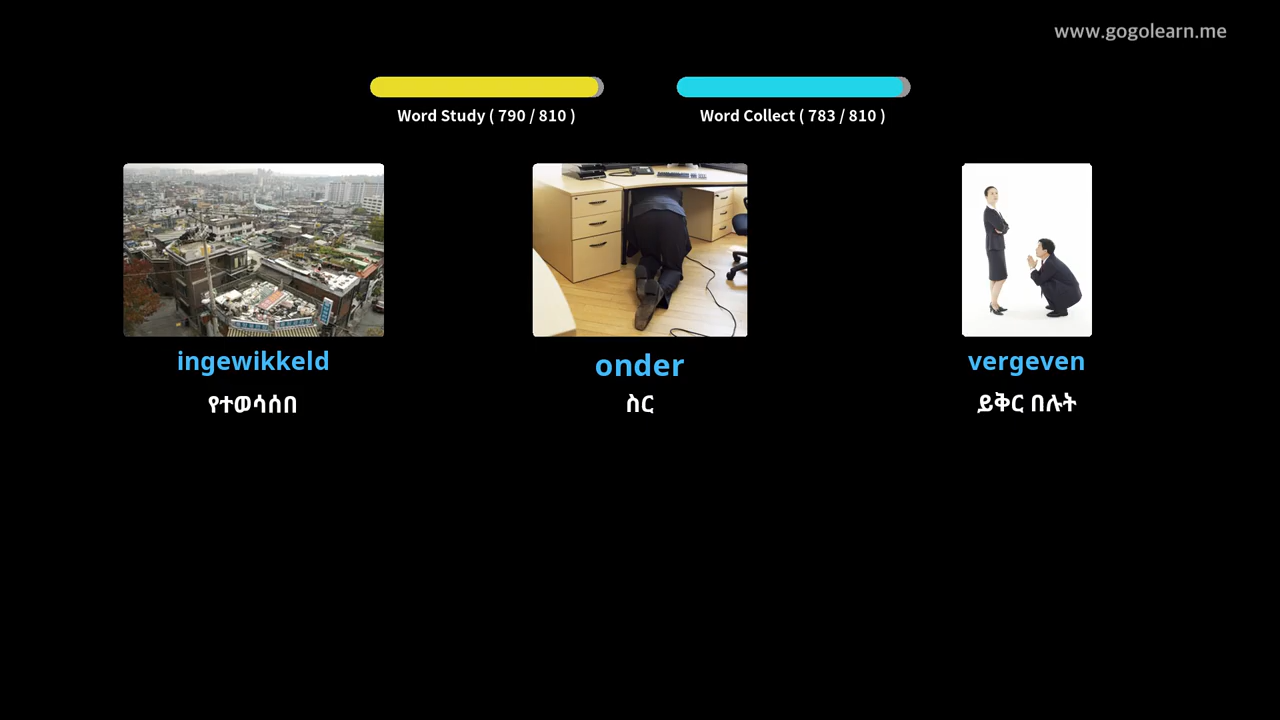 www.gogolearn.me
Word Study ( 790 / 810 )
Word Collect ( 783 / 810 )
ingewikkeld
onder
vergeven
የተወሳሰበ
ስር
ይቅር በሉት